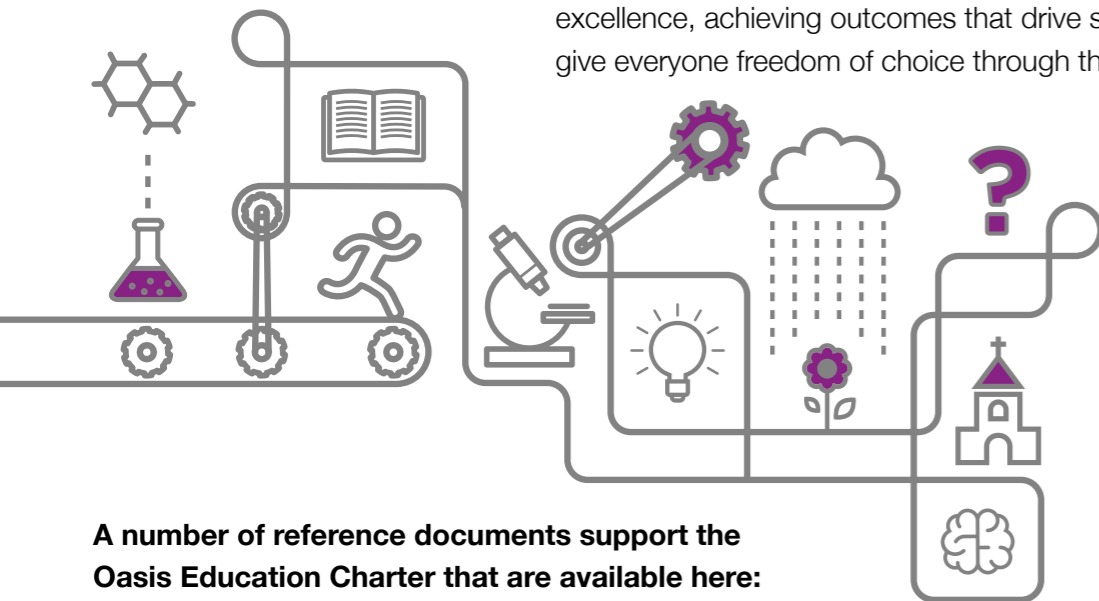 excellence, achieving outcomes that drive s
give everyone freedom of choice through th
?
A number of reference documents support the
Oasis Education Charter that are available here: